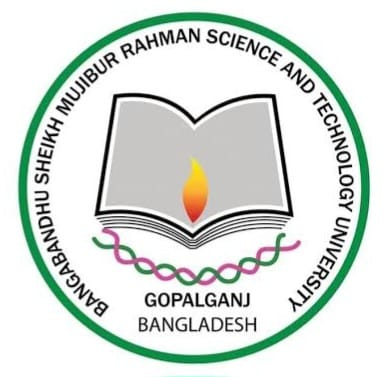 BANGABANDHU SHEIKH MUJIBUR RAHMAN SCIENCE AND TECHNOLOGY UNIVERSITY
GOPALGANJ
BANGLADESH